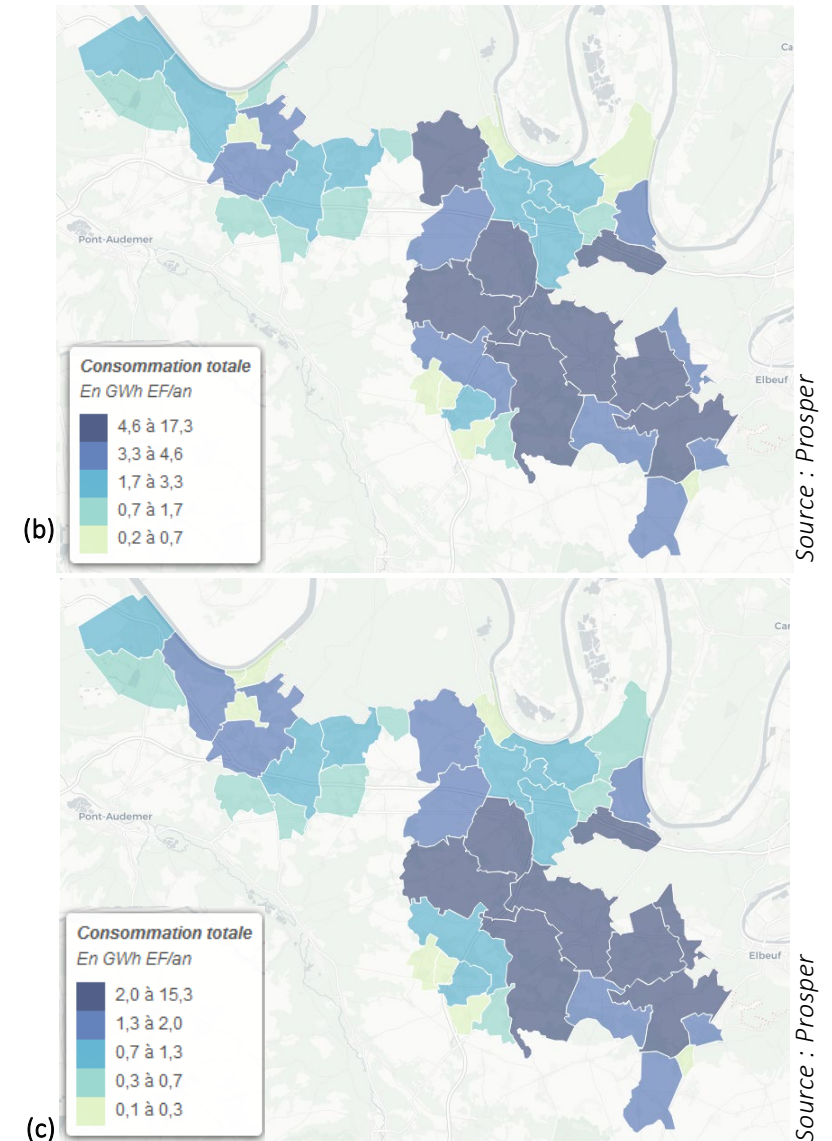 Ca
Pont-Audemer
Elbeuf
Consommation totale
En GWh EF/an
4,6 à 17,3
3,3 à 4,6
1,7 à 3,3
0,7 à 1,7
0,2 à 0,7
(b)
Source : Prosper
Car
Pont-Audemer
Elbeuf
Consommation totale
En GWh EF/an
2,0 à 15,3
1,3 à 2,0
0,7 à 1,3
0,3 à 0,7
0,1 à 0,3
(c)
Source : Prosper